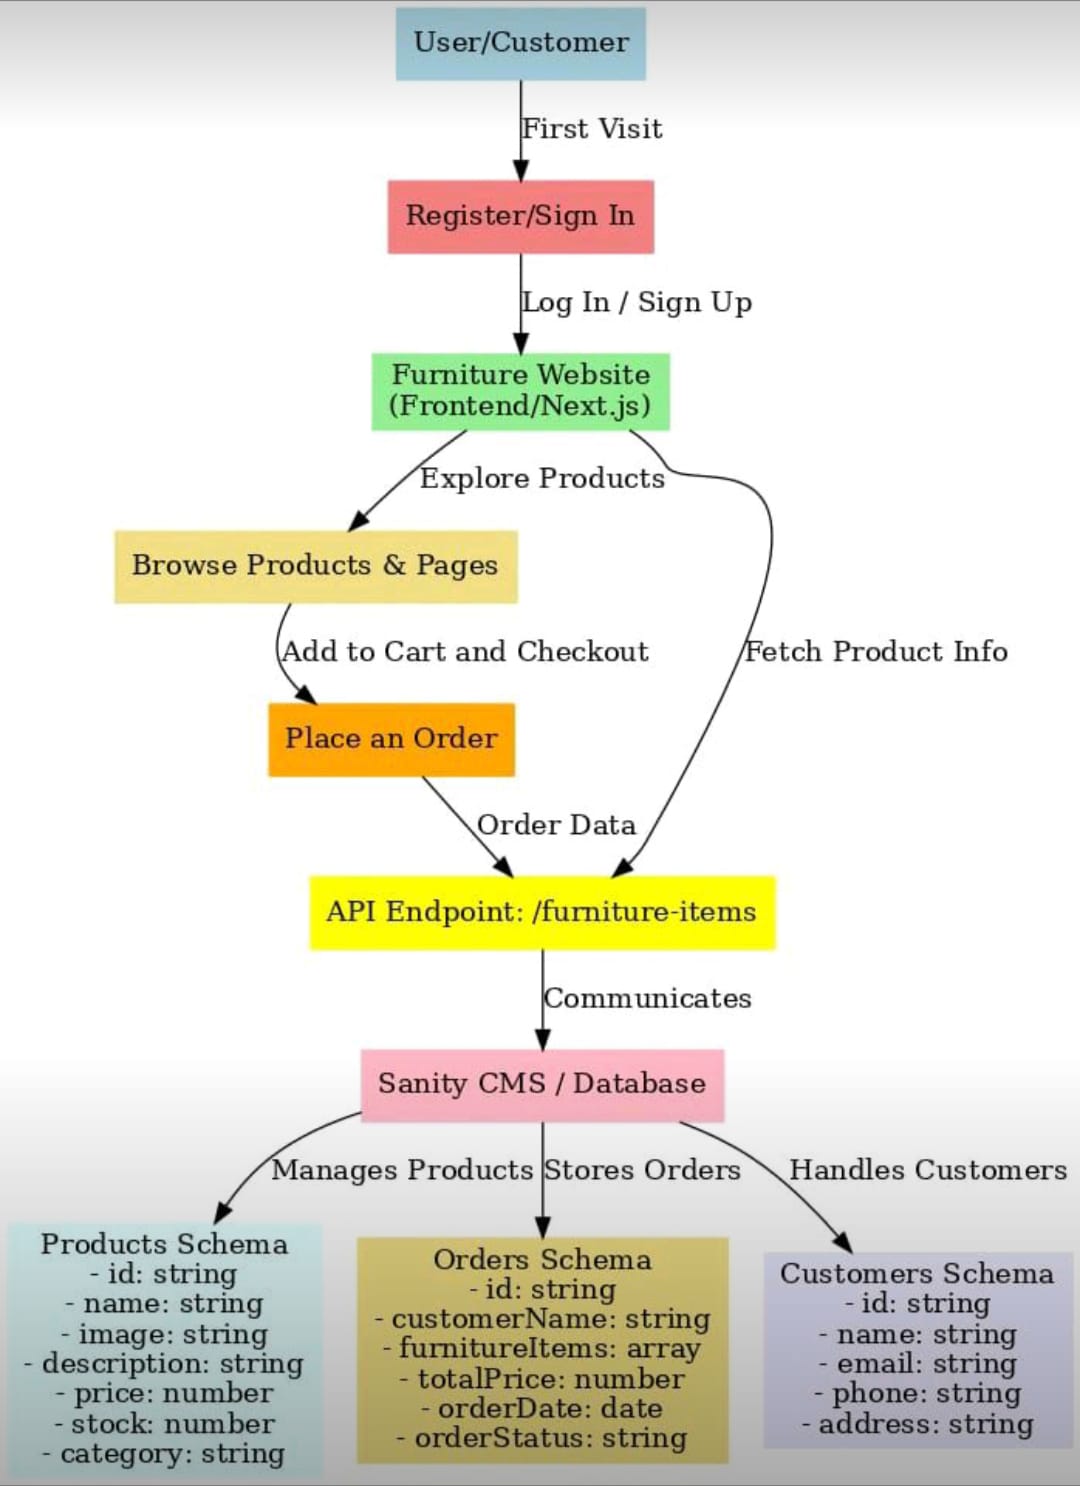 User/Customer
First Visit
Register/Sign In
Log In / Sign Up
Furniture Website
(Frontend/Next.js)
Explore Products
Browse Products & Pages
Add to Cart and Checkout
Fetch Product Info
Place an Order
Order Data
API Endpoint: /furniture-items
Communicates
Sanity CMS / Database
Manages Products
Stores Orders
Handles Customers
Products Schema
- id: string
- name: string
- image: string
- description: string
- price: number
- stock: number
- category: string
Orders Schema
- id: string
- customerName: string
- furnitureItems: array
- totalPrice: number
- orderDate: date
- orderStatus: string
Customers Schema
- id: string
- name: string
- email: string
- phone: string
- address: string